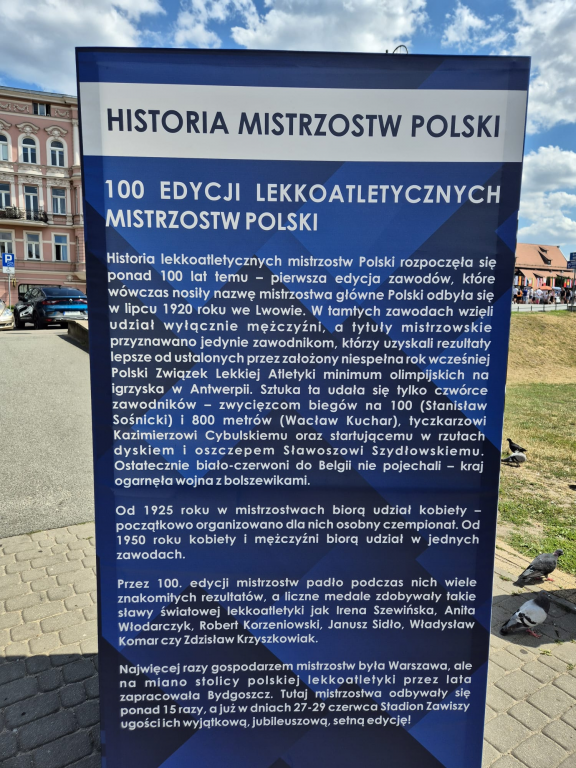 HISTORIA MISTRZOSTW POLSKI
100 EDYCJI LEKKOATLETYCZNYCH
MISTRZOSTW POLSKI
Historia lekkoatletycznych mistrzostw Polski rozpoczęła się
ponad 100 lat temu – pierwsza edycja zawodów, które
wówczas nosiły nazwę mistrzostwa główne Polski odbyła się
w lipcu 1920 roku we Lwowie. W tamtych zawodach wzięli
udział wyłącznie mężczyźni, a tytuły mistrzowskie
przyznawano jedynie zawodnikom, którzy uzyskali rezultaty
lepsze od ustalonych przez założony niespełna rok wcześniej
Polski Związek Lekkiej Atletyki minimum olimpijskich na
igrzyska w Antwerpii. Sztuka ta udała się tylko czwórce
zawodników – zwycięzcom biegów na 100 (Stanisław
Sośnicki) i 800 metrów (Wacław Kuchar), tyczkarzowi
Kazimierzowi Cybulskiemu oraz startującemu w rzutach
dyskiem i oszczepem Sławoszowi Szydłowskiemu.
Ostatecznie biało-czerwoni do Belgii nie pojechali – kraj
ogarnęła wojna z bolszewikami.
Od 1925 roku w mistrzostwach biorą udział kobiety –
początkowo organizowano dla nich osobny czempionat. Od
1950 roku kobiety i mężczyźni biorą udział w jednych
zawodach.
Przez 100. edycji mistrzostw padło podczas nich wiele
znakomitych rezultatów, a liczne medale zdobywały takie
sławy światowej lekkoatletyki jak Irena Szewińska, Anita
Włodarczyk, Robert Korzeniowski, Janusz Sidło, Władysław
Komar czy Zdzisław Krzyszkowiak.
Najwięcej razy gospodarzem mistrzostw była Warszawa, ale
na miano stolicy polskiej lekkoatletyki przez lata
zapracowała Bydgoszcz. Tutaj mistrzostwa odbywały się
ponad 15 razy, a już w dniach 27-29 czerwca Stadion Zawiszy
ugości ich wyjątkową, jubileuszową, setną edycję!